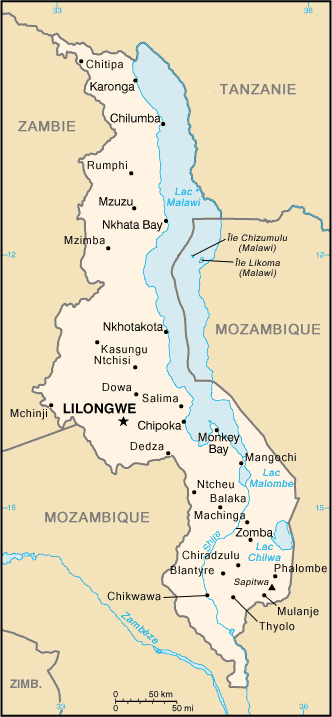 33
36
Chitipa
Karonga
TANZANIE
ZAMBIE
Chilumba
Rumphi
Lac
Malawi
Mzuzu
Nkhata Bay
Mzimba
Île Chizumulu
(Malawi)
12
12
Île Likoma
(Malawi)
Nkhotakota
MOZAMBIQUE
Kasungu
Ntchisi
Dowa
Salima
Mchinji
LILONGWE
Chipoka
Monkey
Bay
Dedza
Mangochi
Lac
Malombe
Ntcheu
Balaka
15
15
MOZAMBIQUE
Machinga
Zomba
Shire
Lac
Chilwa
Chiradzulu
Blantyre
Phalombe
Sapitwa
Chikwawa
Mulanje
Thyolo
Zambèze
ZIMB.
0 50 km
0 50 mi
33
36